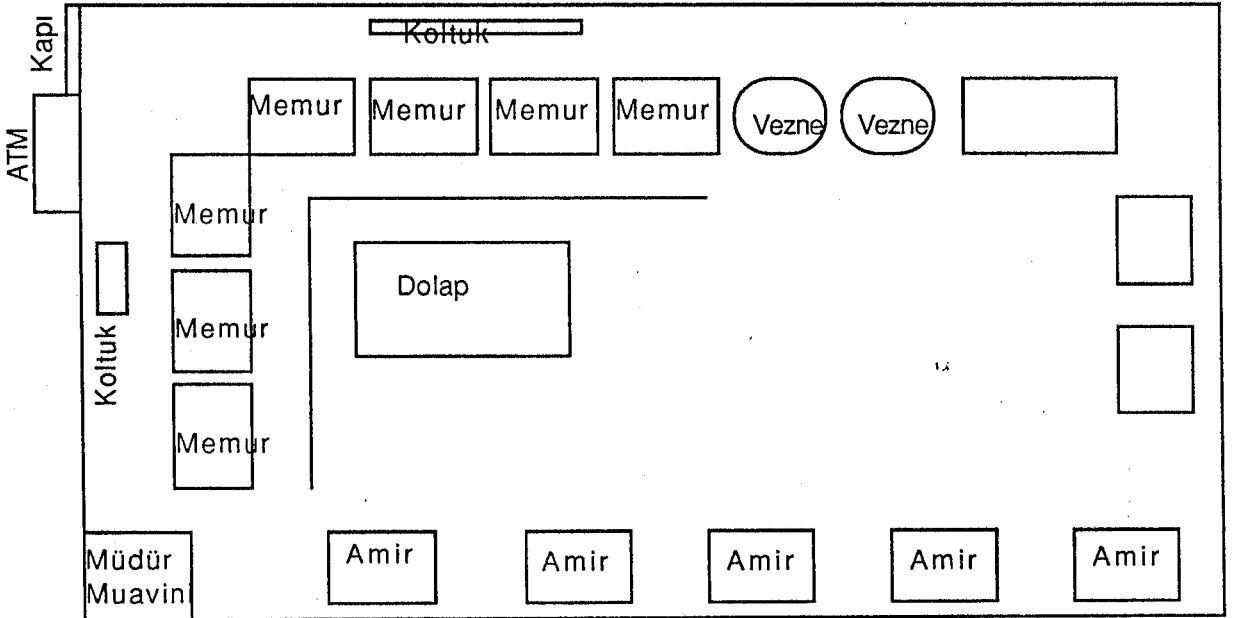 Kapı
Koltuk
Memur Memur Memur Memur Vezne Vezne
ATM
Memur
Dolap
Memur
Koltuk
Memur
Müdür
Muavini
Amir Amir Amir Amir Amir